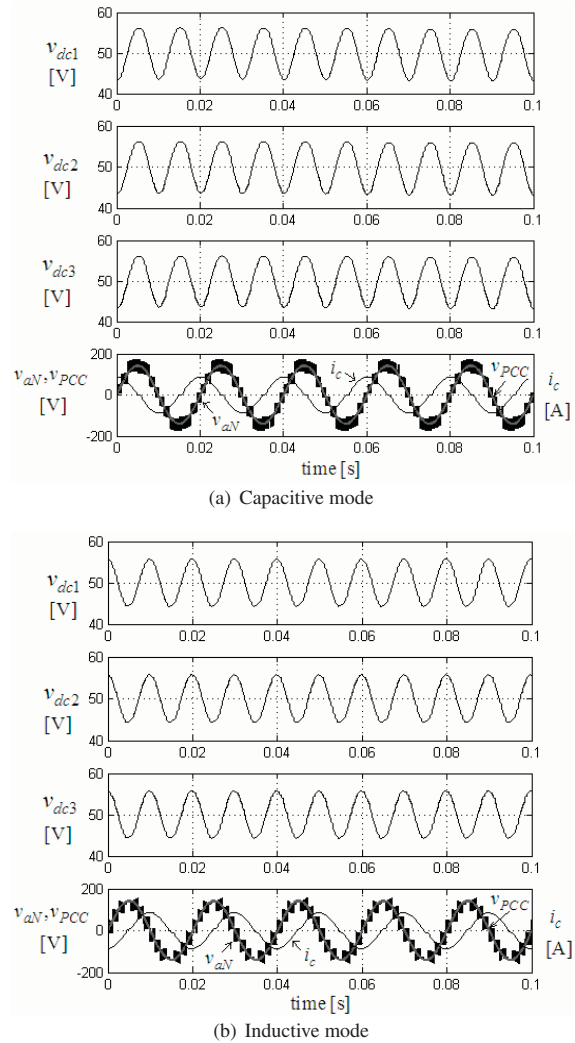 60
v_dc1 50
[V]
40
0 0.02 0.04 0.06 0.08 0.1
60
v_dc2 50
[V]
40
0 0.02 0.04 0.06 0.08 0.1
60
v_dc3 50
[V]
40
0 0.02 0.04 0.06 0.08 0.1
200
v_aN, v_PCC 0 i_c v_PCC i_c
[V] v_aN [A]
-200
0 0.02 0.04 0.06 0.08 0.1
time [s]
(a) Capacitive mode
60
v_dc1 50
[V]
40
0 0.02 0.04 0.06 0.08 0.1
60
v_dc2 50
[V]
40
0 0.02 0.04 0.06 0.08 0.1
60
v_dc3 50
[V]
40
0 0.02 0.04 0.06 0.08 0.1
200
v_aN, v_PCC 0 v_PCC i_c
[V] v_aN i_c [A]
-200
0 0.02 0.04 0.06 0.08 0.1
time [s]
(b) Inductive mode